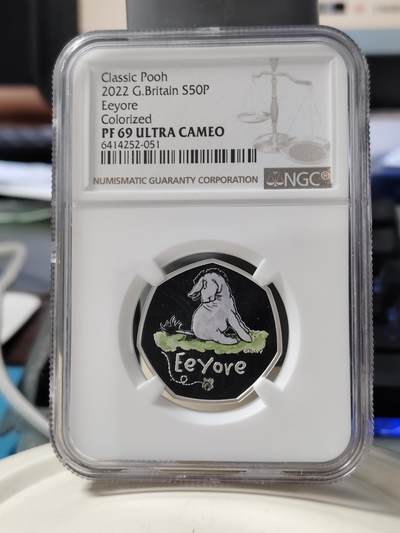 Classic Pooh
2022 G.Britain S50P
Eeyore
Colorized
PF 69 ULTRA CAMEO
6414252-051
NUMISMATIC GUARANTY CORPORATION NGC®
EeYore